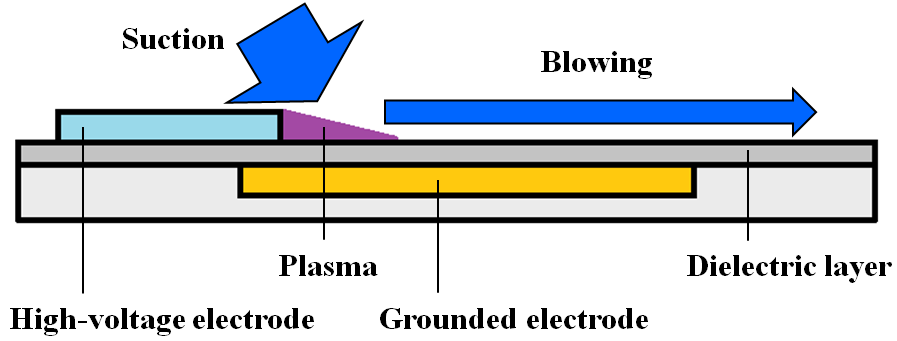 Suction
Blowing
Plasma
Dielectric layer
High-voltage electrode
Grounded electrode